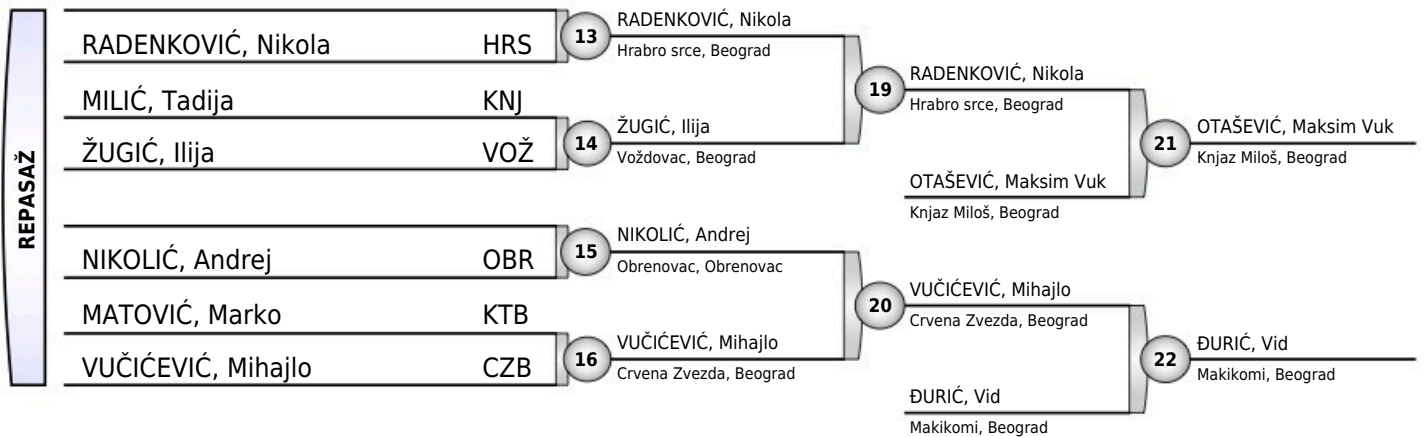 REPASAŽ
RADENKOVIĆ, Nikola HRS
MILIĆ, Tadija KNJ
ŽUGIĆ, Ilija VOŽ
NIKOLIĆ, Andrej OBR
MATOVIĆ, Marko KTB
VUČIĆEVIĆ, Mihajlo CZB
13
RADENKOVIĆ, Nikola
Hrabro srce, Beograd
14
ŽUGIĆ, Ilija
Voždovac, Beograd
15
NIKOLIĆ, Andrej
Obrenovac, Obrenovac
16
VUČIĆEVIĆ, Mihajlo
Crvena Zvezda, Beograd
19
RADENKOVIĆ, Nikola
Hrabro srce, Beograd
OTAŠEVIĆ, Maksim Vuk
Knjaz Miloš, Beograd
20
VUČIĆEVIĆ, Mihajlo
Crvena Zvezda, Beograd
ĐURIĆ, Vid
Makikomi, Beograd
21
OTAŠEVIĆ, Maksim Vuk
Knjaz Miloš, Beograd
22
ĐURIĆ, Vid
Makikomi, Beograd